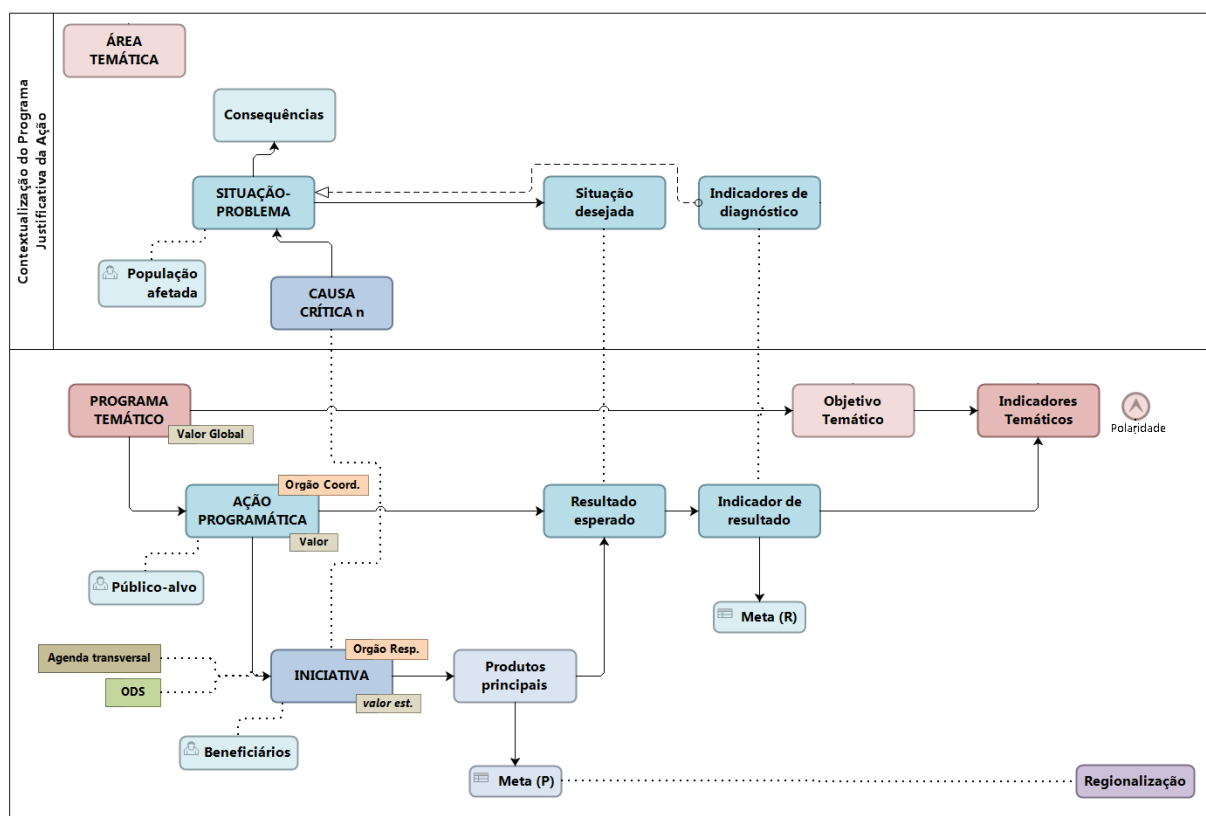 Contextualização do Programa
Justificativa da Ação
ÁREA
TEMÁTICA
Consequências
SITUAÇÃO-
PROBLEMA
Situação
desejada
Indicadores de
diagnóstico
População
afetada
CAUSA
CRÍTICA n
PROGRAMA
TEMÁTICO
Valor Global
Objetivo
Temático
Indicadores
Temáticos
Polaridade
Orgão Coord.
AÇÃO
PROGRAMÁTICA
Valor
Resultado
esperado
Indicador de
resultado
Público-alvo
Meta (R)
Agenda transversal
ODS
Orgão Resp.
INICIATIVA
valor est.
Produtos
principais
Beneficiários
Meta (P)
Regionalização